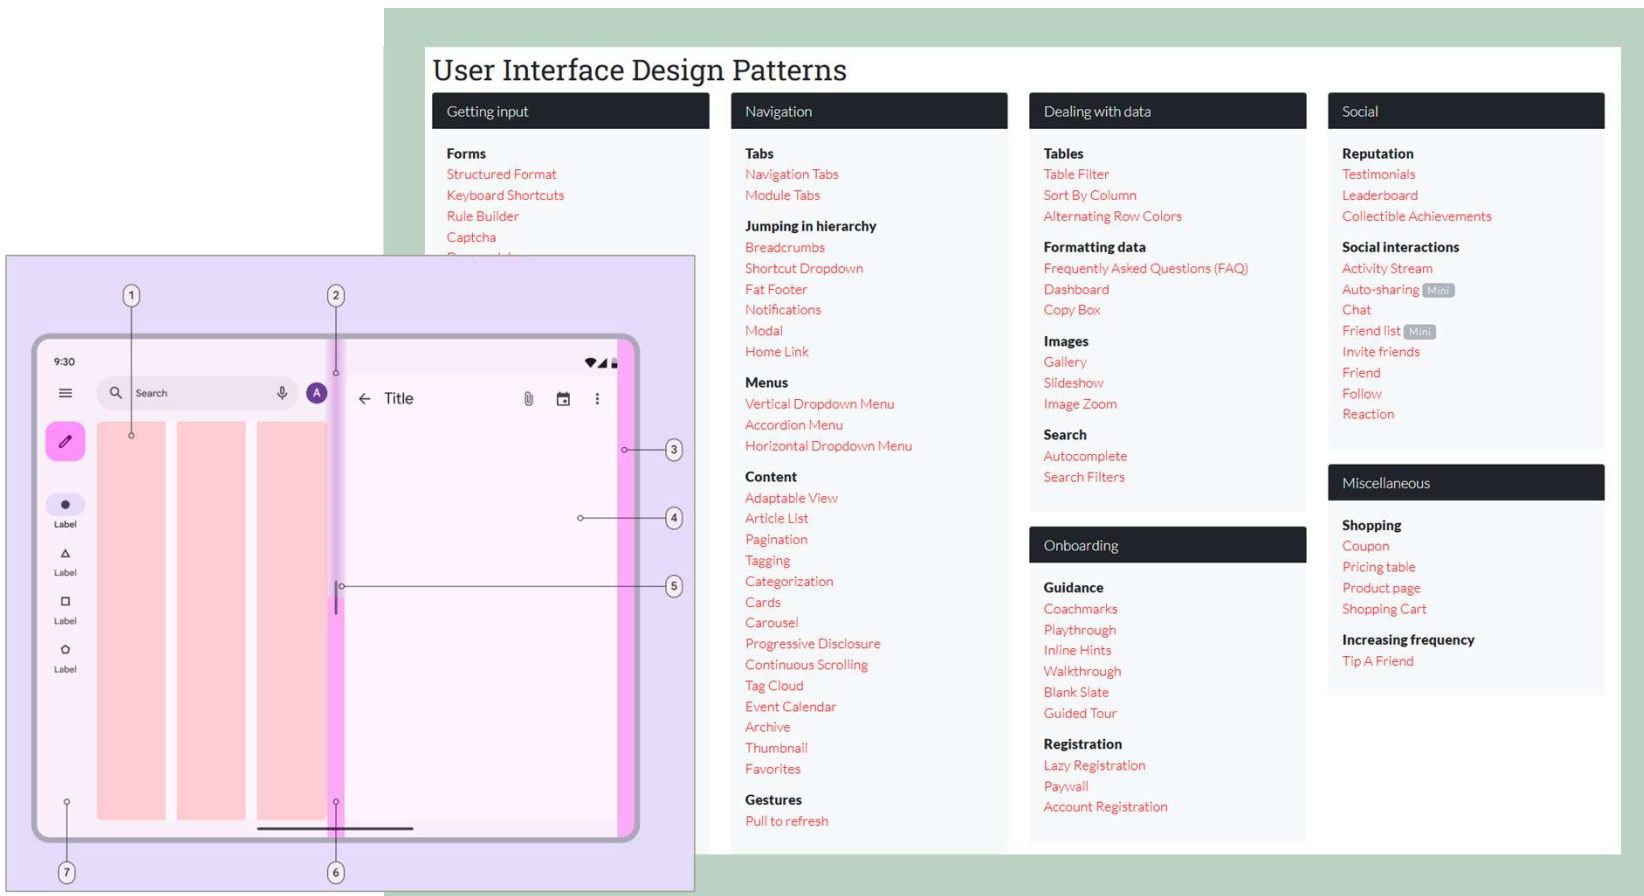 User Interface Design Patterns
Getting input
Forms
Structured Format
Keyboard Shortcuts
Rule Builder
Captcha
Navigation
Tabs
Navigation Tabs
Module Tabs
Jumping in hierarchy
Breadcrumbs
Shortcut Dropdown
Fat Footer
Notifications
Modal
Home Link
Menus
Vertical Dropdown Menu
Accordion Menu
Horizontal Dropdown Menu
Content
Adaptable View
Article List
Pagination
Tagging
Categorization
Cards
Carousel
Progressive Disclosure
Continuous Scrolling
Tag Cloud
Event Calendar
Archive
Thumbnail
Favorites
Gestures
Pull to refresh
Dealing with data
Tables
Table Filter
Sort By Column
Alternating Row Colors
Formatting data
Frequently Asked Questions (FAQ)
Dashboard
Copy Box
Images
Gallery
Slideshow
Image Zoom
Search
Autocomplete
Search Filters
Onboarding
Guidance
Coachmarks
Playthrough
Inline Hints
Walkthrough
Blank Slate
Guided Tour
Registration
Lazy Registration
Paywall
Account Registration
Social
Reputation
Testimonials
Leaderboard
Collectible Achievements
Social interactions
Activity Stream
Auto-sharing Mini
Chat
Friend list Mini
Invite friends
Friend
Follow
Reaction
Miscellaneous
Shopping
Coupon
Pricing table
Product page
Shopping Cart
Increasing frequency
Tip A Friend
1
2
9:30
Search
A
Title
3
4
Label
Label
5
Label
Label
7
6